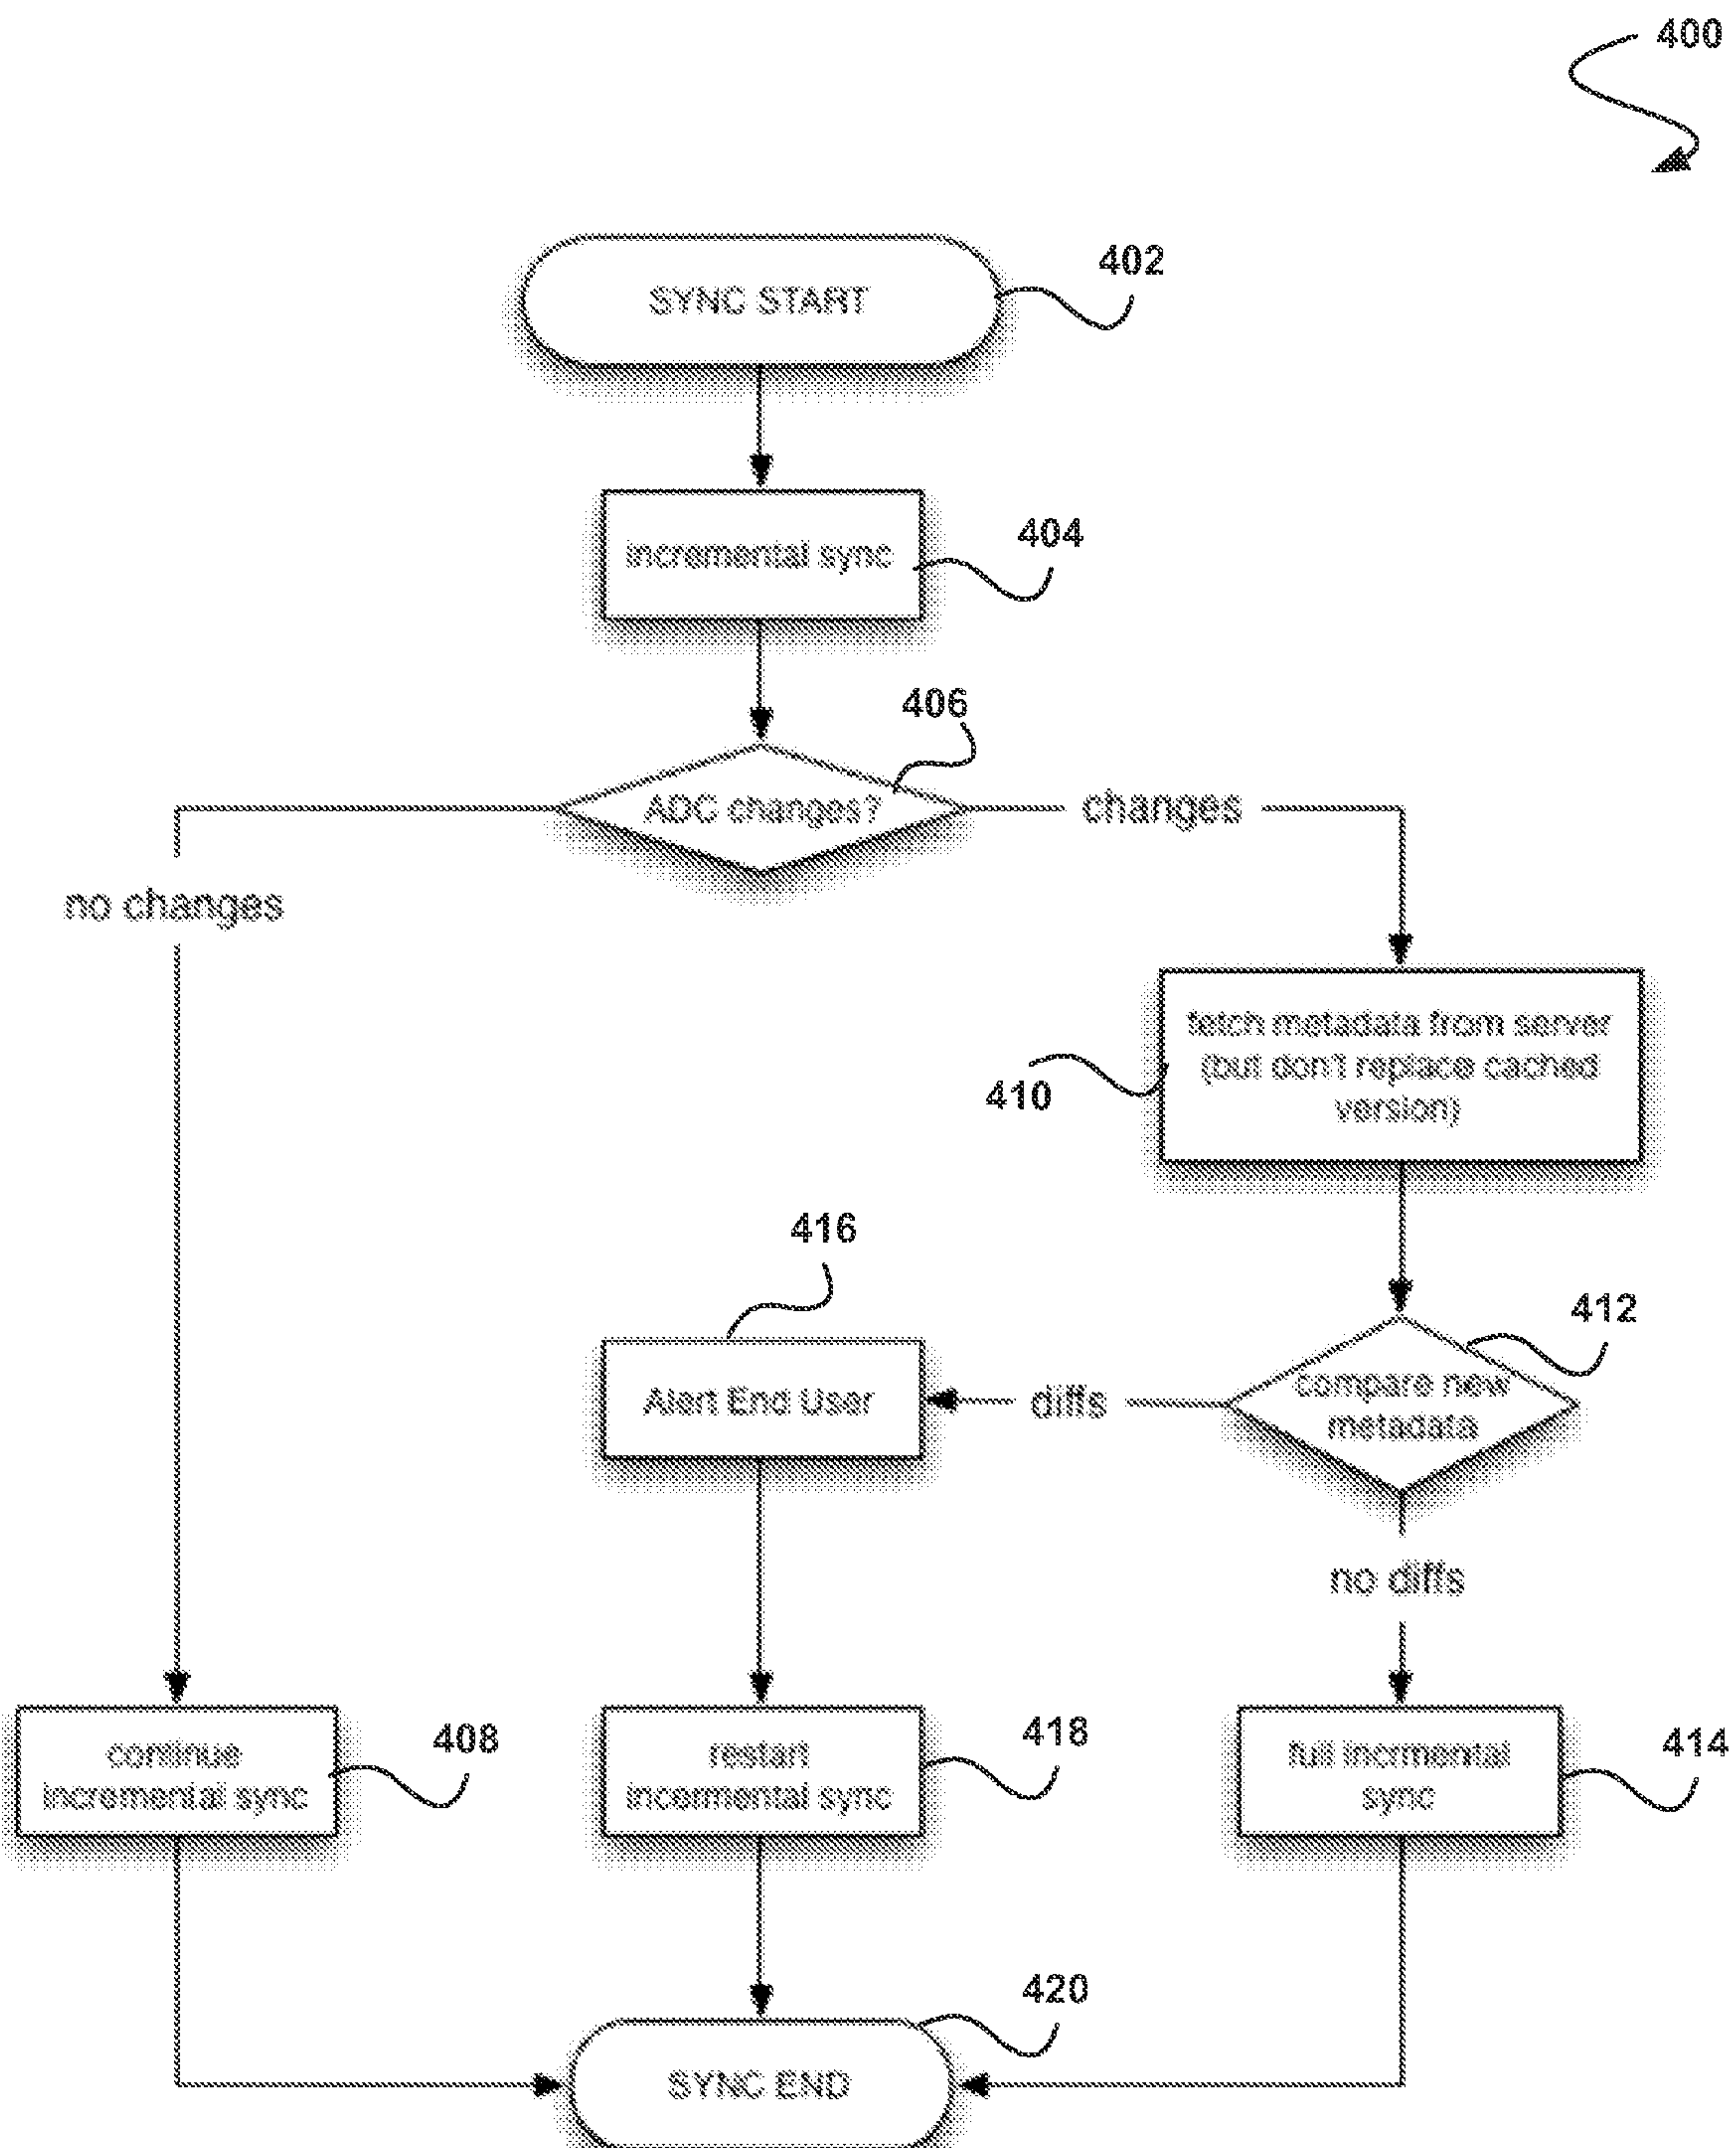 400
402
SYNC START
404
incremental sync
406
ADC changes?
changes
no changes
fetch metadata from server
(but don't replace cached
version)
410
416
412
Alert End User
diffs
compare new
metadata
no diffs
continue
incremental sync
408
restart
incermental sync
418
full incrmental
sync
414
420
SYNC END